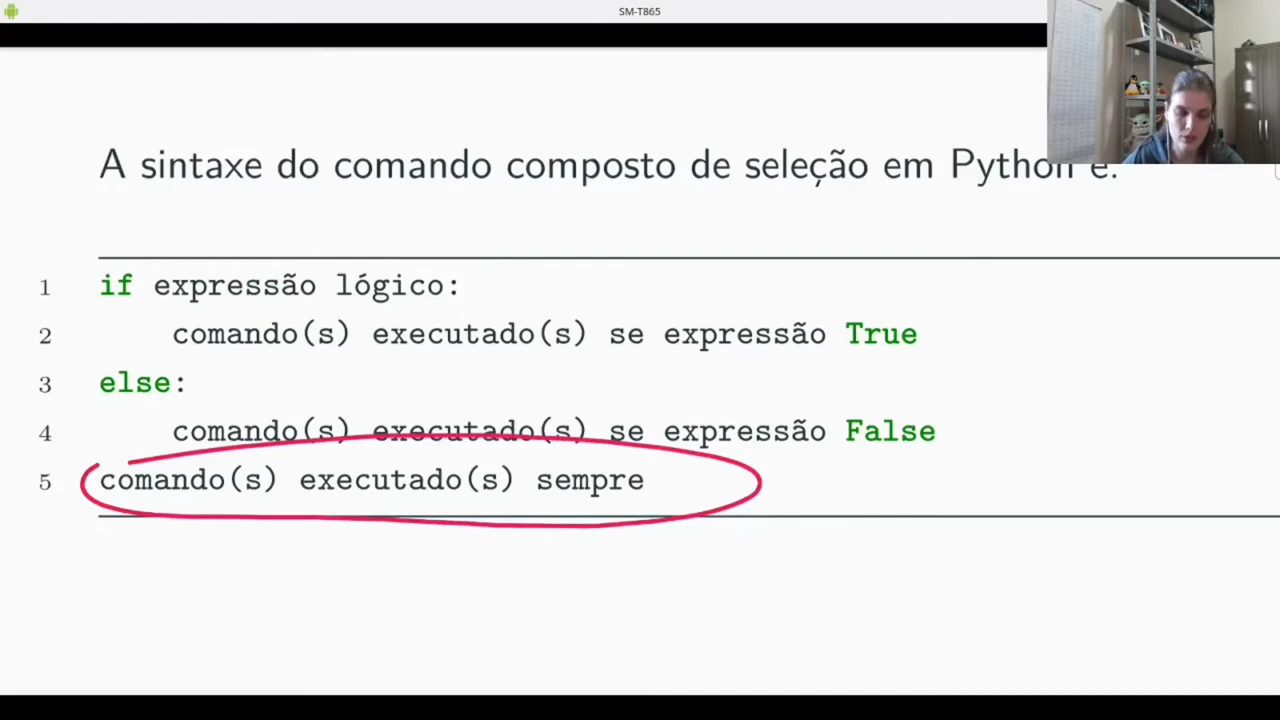 SM-T865
A sintaxe do comando composto de seleção em Python é:
1 if expressão lógico:
2 comando(s) executado(s) se expressão True
3 else:
4 comando(s) executado(s) se expressão False
5 comando(s) executado(s) sempre